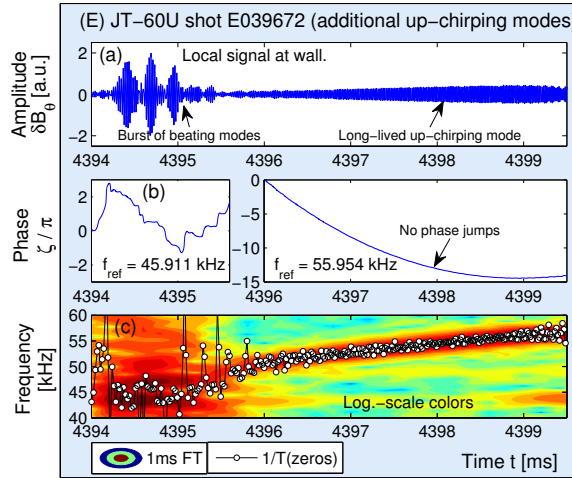 (E) JT−60U shot E039672 (additional up−chirping modes
(a)
Local signal at wall.
Amplitude
δB_θ [a.u.]
2
0
−2
Burst of beating modes
Long−lived up−chirping mode
4394 4395 4396 4397 4398 4399
(b)
Phase
ζ / π
2
0
−2
f_ref = 45.911 kHz
4394 4395
0
−5
−10
−15
No phase jumps
f_ref = 55.954 kHz
4396 4397 4398 4399
(c)
Frequency
[kHz]
60
55
50
45
40
Log.−scale colors
4394 4395 4396 4397 4398 4399
1ms FT
1/T(zeros)
Time t [ms]